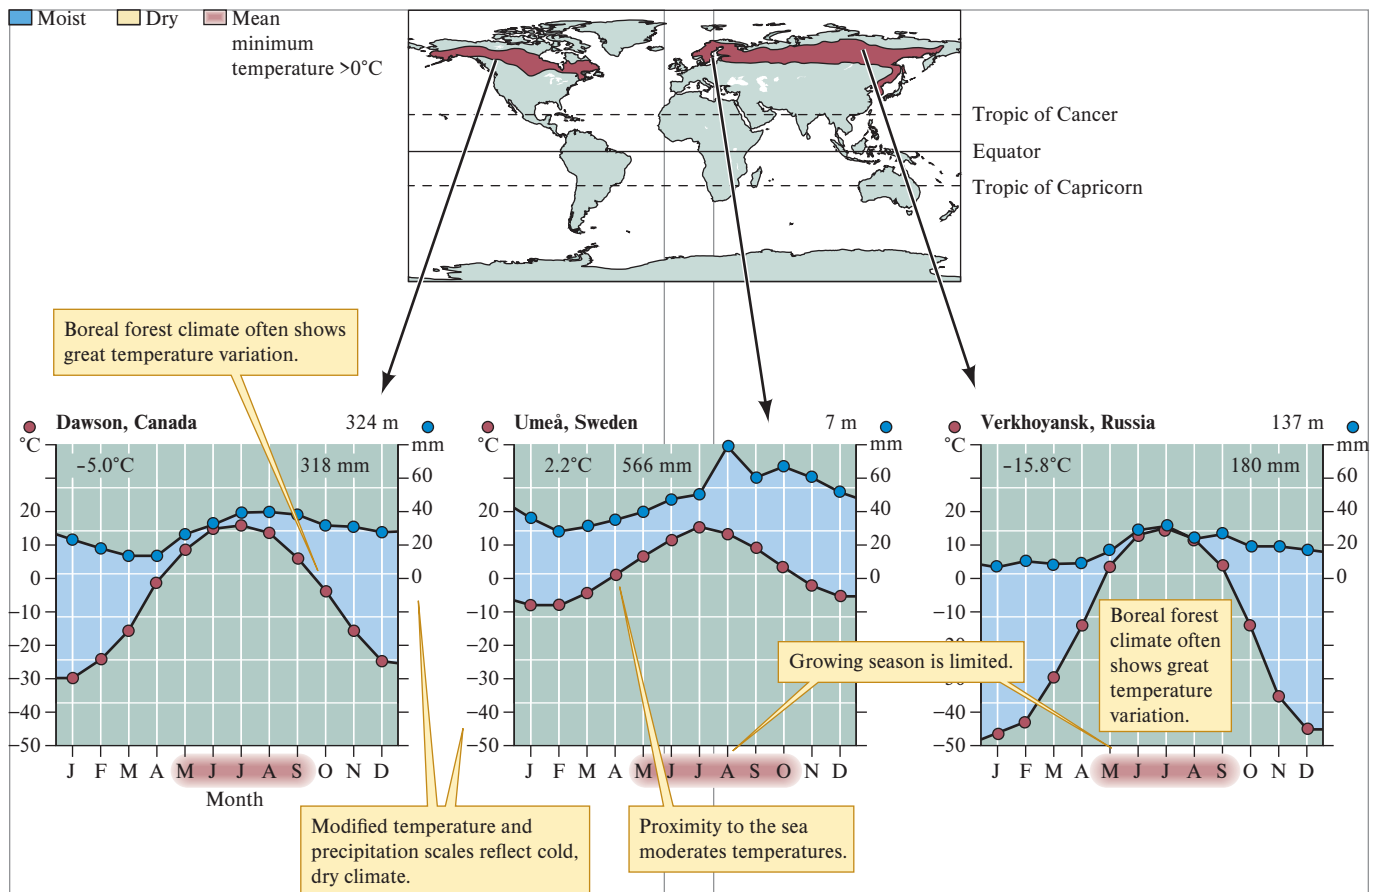 Moist
Dry
Mean
minimum
temperature >0°C
Tropic of Cancer
Equator
Tropic of Capricorn
Boreal forest climate often shows
great temperature variation.
Dawson, Canada
324 m
°C
mm
−5.0°C
318 mm
20
10
0
−10
−20
−30
−40
−50
60
40
20
0
J F M A M J J A S O N D
Month
Umeå, Sweden
7 m
°C
mm
2.2°C
566 mm
20
10
0
−10
−20
−30
−40
−50
60
40
20
0
J F M A M J J A S O N D
Verkhoyansk, Russia
137 m
°C
mm
−15.8°C
180 mm
20
10
0
−10
−30
−40
−50
60
40
20
0
J F M A M J J A S O N D
Growing season is limited.
Boreal forest
climate often
shows great
temperature
variation.
Modified temperature and
precipitation scales reflect cold,
dry climate.
Proximity to the sea
moderates temperatures.